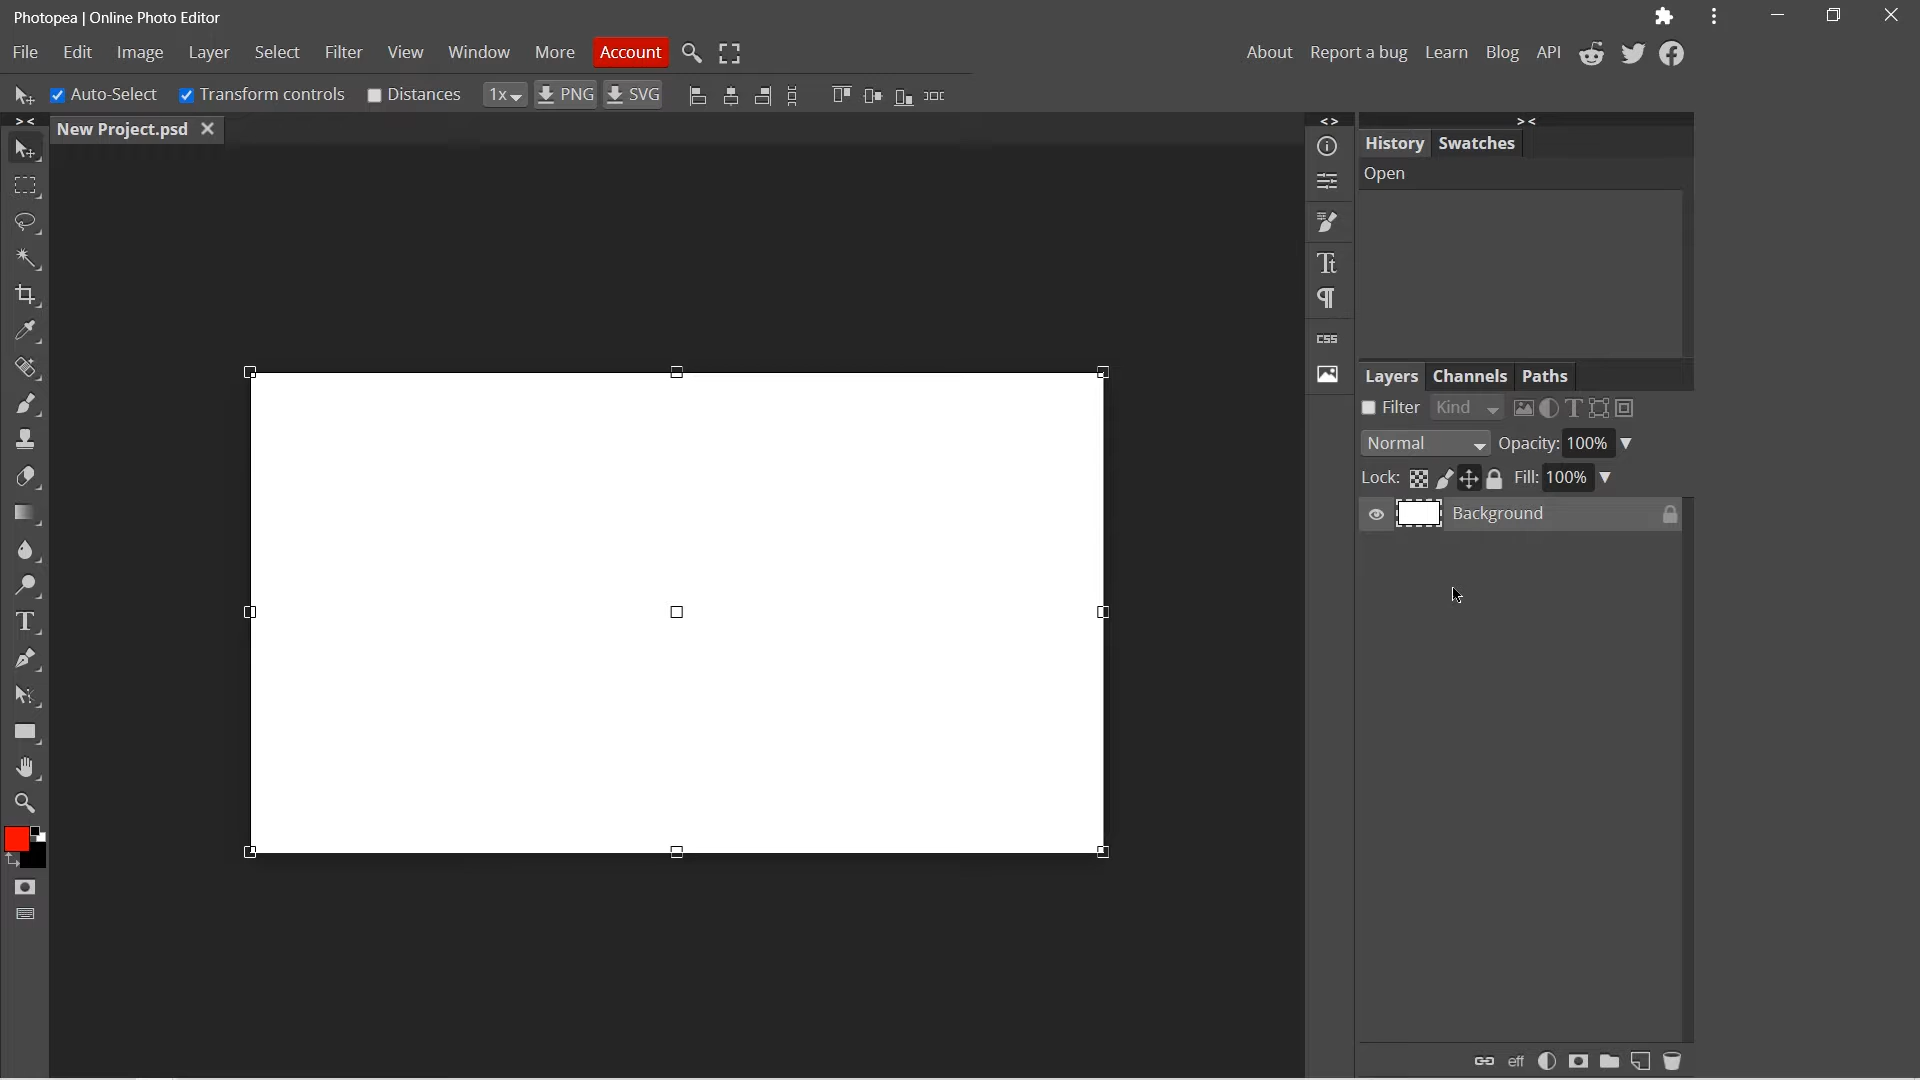 Photopea | Online Photo Editor
File Edit Image Layer Select Filter View Window More Account
About Report a bug Learn Blog API
Auto-Select Transform controls Distances 1x PNG SVG
> < New Project.psd
< > > <
History Swatches
Open
CSS
Layers Channels Paths
Filter Kind
Normal Opacity: 100%
Lock: Fill: 100%
Background
eff